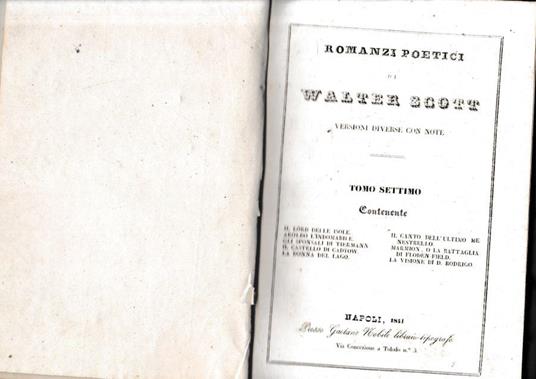 ROMANZI POETICI
DI
WALTER SCOTT
VERSIONI DIVERSE CON NOTE
TOMO SETTIMO
Contenente
IL LORD DELLE ISOLE.
AROLDO L'INDOMABILE.
GLI SPONSALI DI TIERMANN
IL CASTELLO DI CADYOW.
LA DONNA DEL LAGO.
IL CANTO DELL'ULTIMO ME
NESTRELLO.
MARMION, O LA BATTAGLIA
DI FLODEN-FIELD.
LA VISIONE DI D. RODRIGO.
NAPOLI, 1841
Presso Gaetano Nobile libraio-tipografo
Via Concezione a Toledo n.° 3.